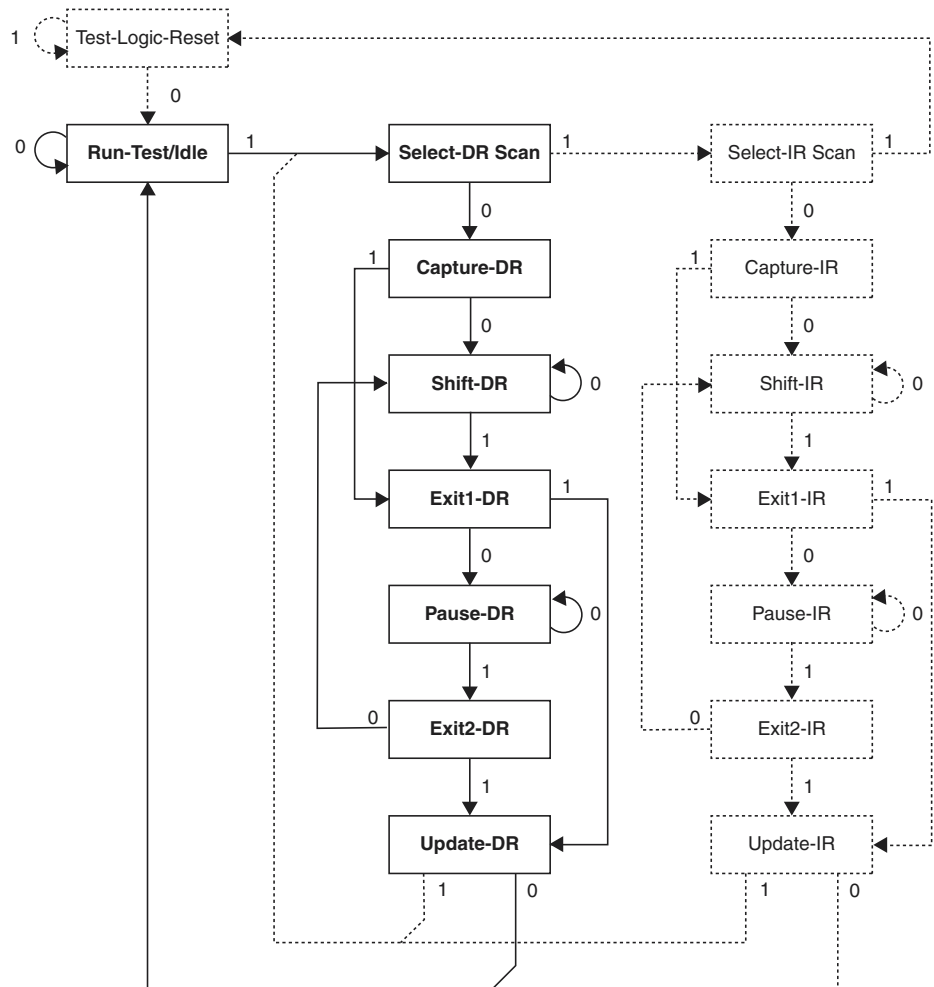 Test-Logic-Reset
1
0
0
Run-Test/Idle
1
Select-DR Scan
1
Select-IR Scan
1
0
0
1
Capture-DR
1
Capture-IR
0
0
Shift-DR
0
Shift-IR
0
1
1
Exit1-DR
1
Exit1-IR
1
0
0
Pause-DR
0
Pause-IR
0
1
1
0
Exit2-DR
0
Exit2-IR
1
1
Update-DR
Update-IR
1
0
1
0